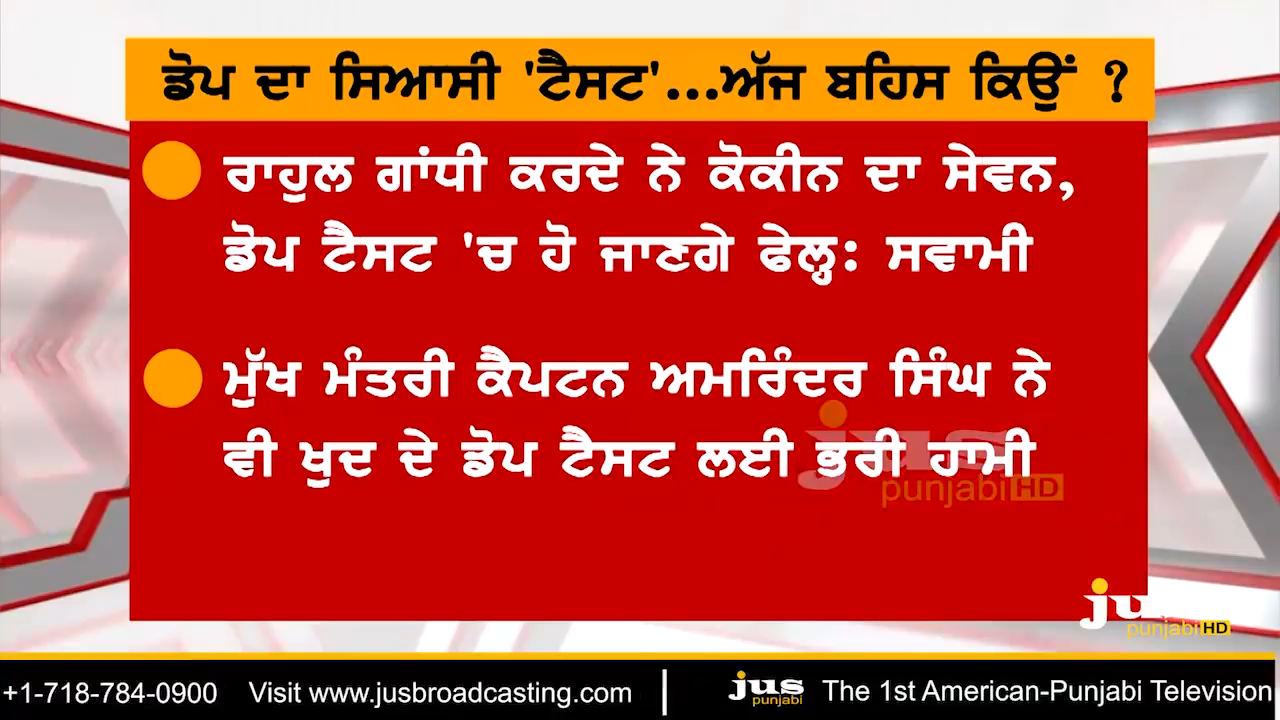 ਡੋਪ ਦਾ ਸਿਆਸੀ 'ਟੈਸਟ'...ਅੱਜ ਬਹਿਸ ਕਿਉਂ ?
ਰਾਹੁਲ ਗਾਂਧੀ ਕਰਦੇ ਨੇ ਕੋਕੀਨ ਦਾ ਸੇਵਨ,
ਡੋਪ ਟੈਸਟ 'ਚ ਹੋ ਜਾਣਗੇ ਫੇਲ੍ਹ: ਸਵਾਮੀ
ਮੁੱਖ ਮੰਤਰੀ ਕੈਪਟਨ ਅਮਰਿੰਦਰ ਸਿੰਘ ਨੇ
ਵੀ ਖੁਦ ਦੇ ਡੋਪ ਟੈਸਟ ਲਈ ਭਰੀ ਹਾਮੀ
jus
punjabi HD
punjabi HD
+1-718-784-0900 Visit www.jusbroadcasting.com | jus punjabi The 1st American-Punjabi Television